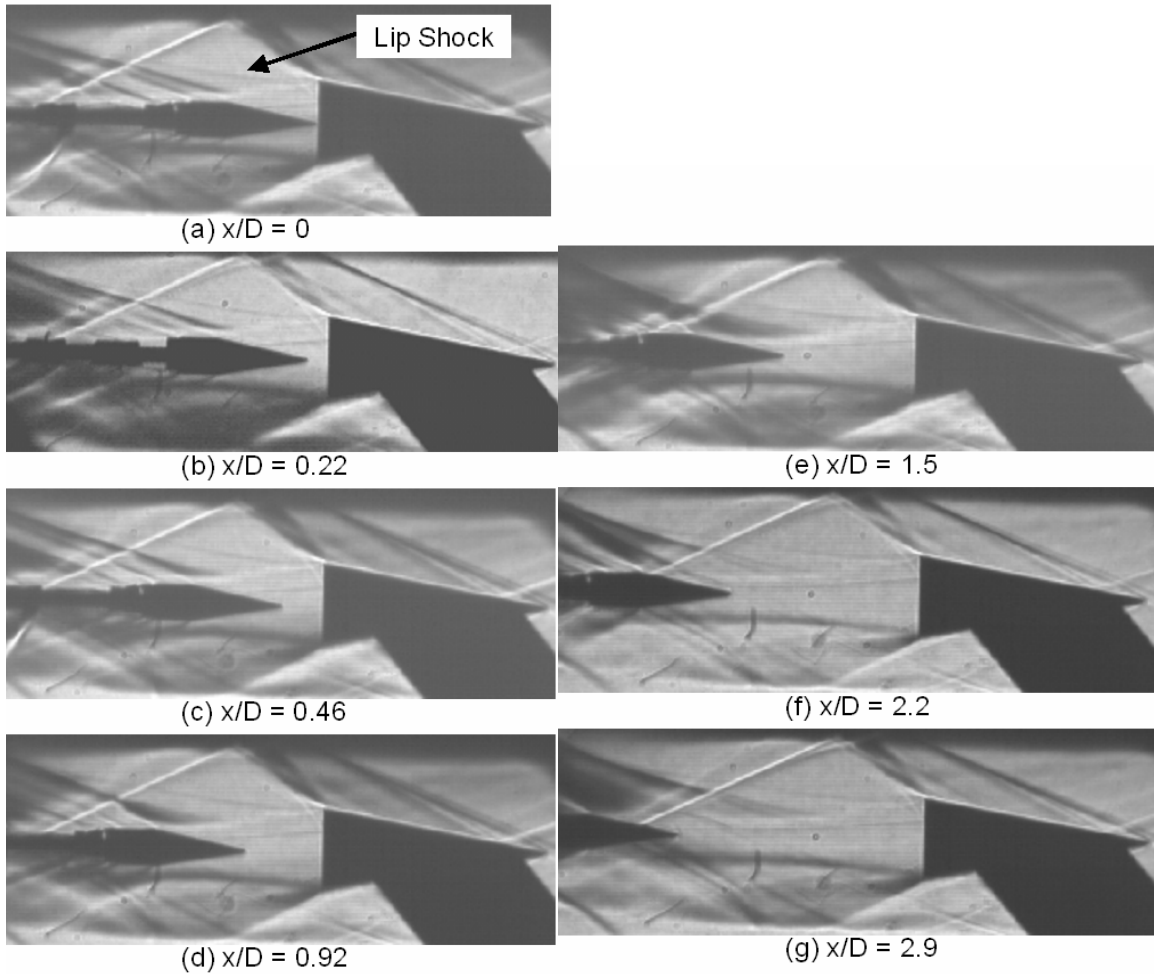 Lip Shock
(a) x/D = 0
(b) x/D = 0.22
(c) x/D = 0.46
(d) x/D = 0.92
(e) x/D = 1.5
(f) x/D = 2.2
(g) x/D = 2.9